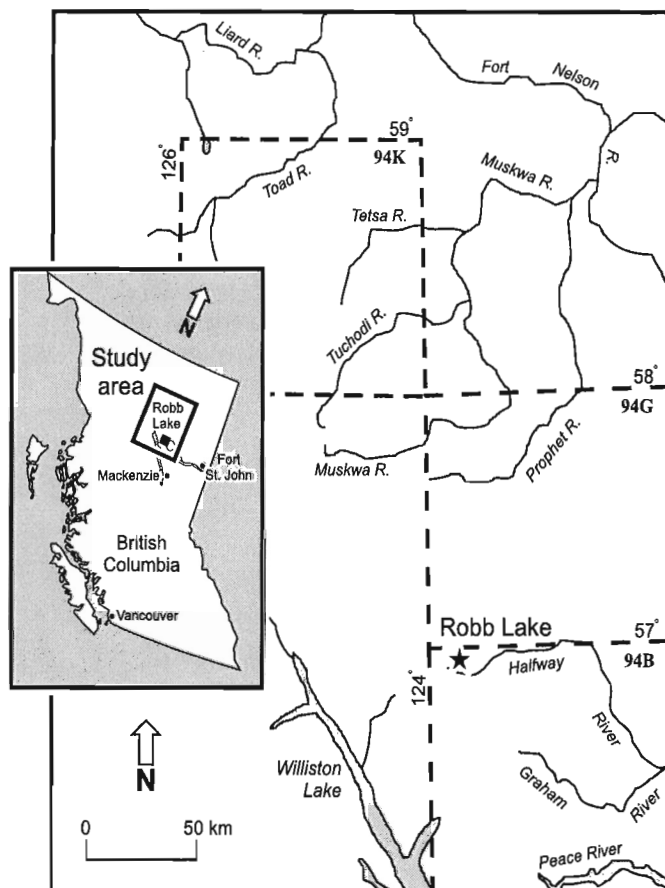 Liard R.
Fort
Nelson
R.
59°
126°
94K
Toad R.
Muskwa R.
Tetsa R.
Tuchodi R.
58°
94G
Muskwa R.
Prophet R.
N
Study
area
Robb
Lake
Mackenzie
Fort
St. John
British
Columbia
Vancouver
Robb Lake
57°
94B
Halfway
River
124°
Williston
Lake
Graham
River
Peace River
N
0 50 km